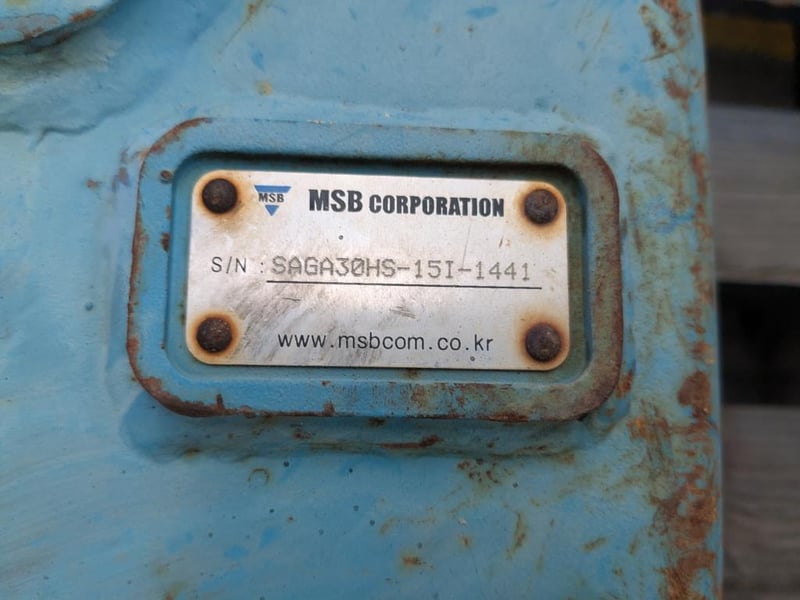 MSB MSB CORPORATION
S/N : SAGA30HS-15I-1441
www.msbcom.co.kr